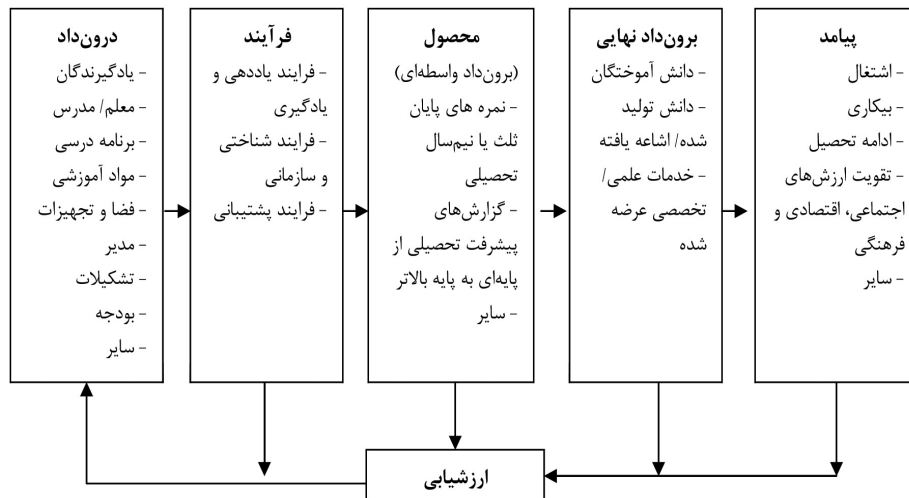 درون‌داد
- یادگیرندگان
- معلم/ مدرس
- برنامه درسی
- مواد آموزشی
- فضا و تجهیزات
- مدیر
- تشکیلات
- بودجه
- سایر
فرآیند
- فرایند یاددهی و
یادگیری
- فرایند شناختی
و سازمانی
- فرایند پشتیبانی
محصول
(برون‌داد واسطه‌ای)
- نمره های پایان
ثلث یا نیم‌سال
تحصیلی
- گزارش‌های
پیشرفت تحصیلی از
پایه‌ای به پایه بالاتر
- سایر
برون‌داد نهایی
- دانش آموختگان
- دانش تولید
شده/ اشاعه یافته
- خدمات علمی/
تخصصی عرضه
شده
پیامد
- اشتغال
- بیکاری
- ادامه تحصیل
- تقویت ارزش‌های
اجتماعی، اقتصادی و
فرهنگی
- سایر
ارزشیابی